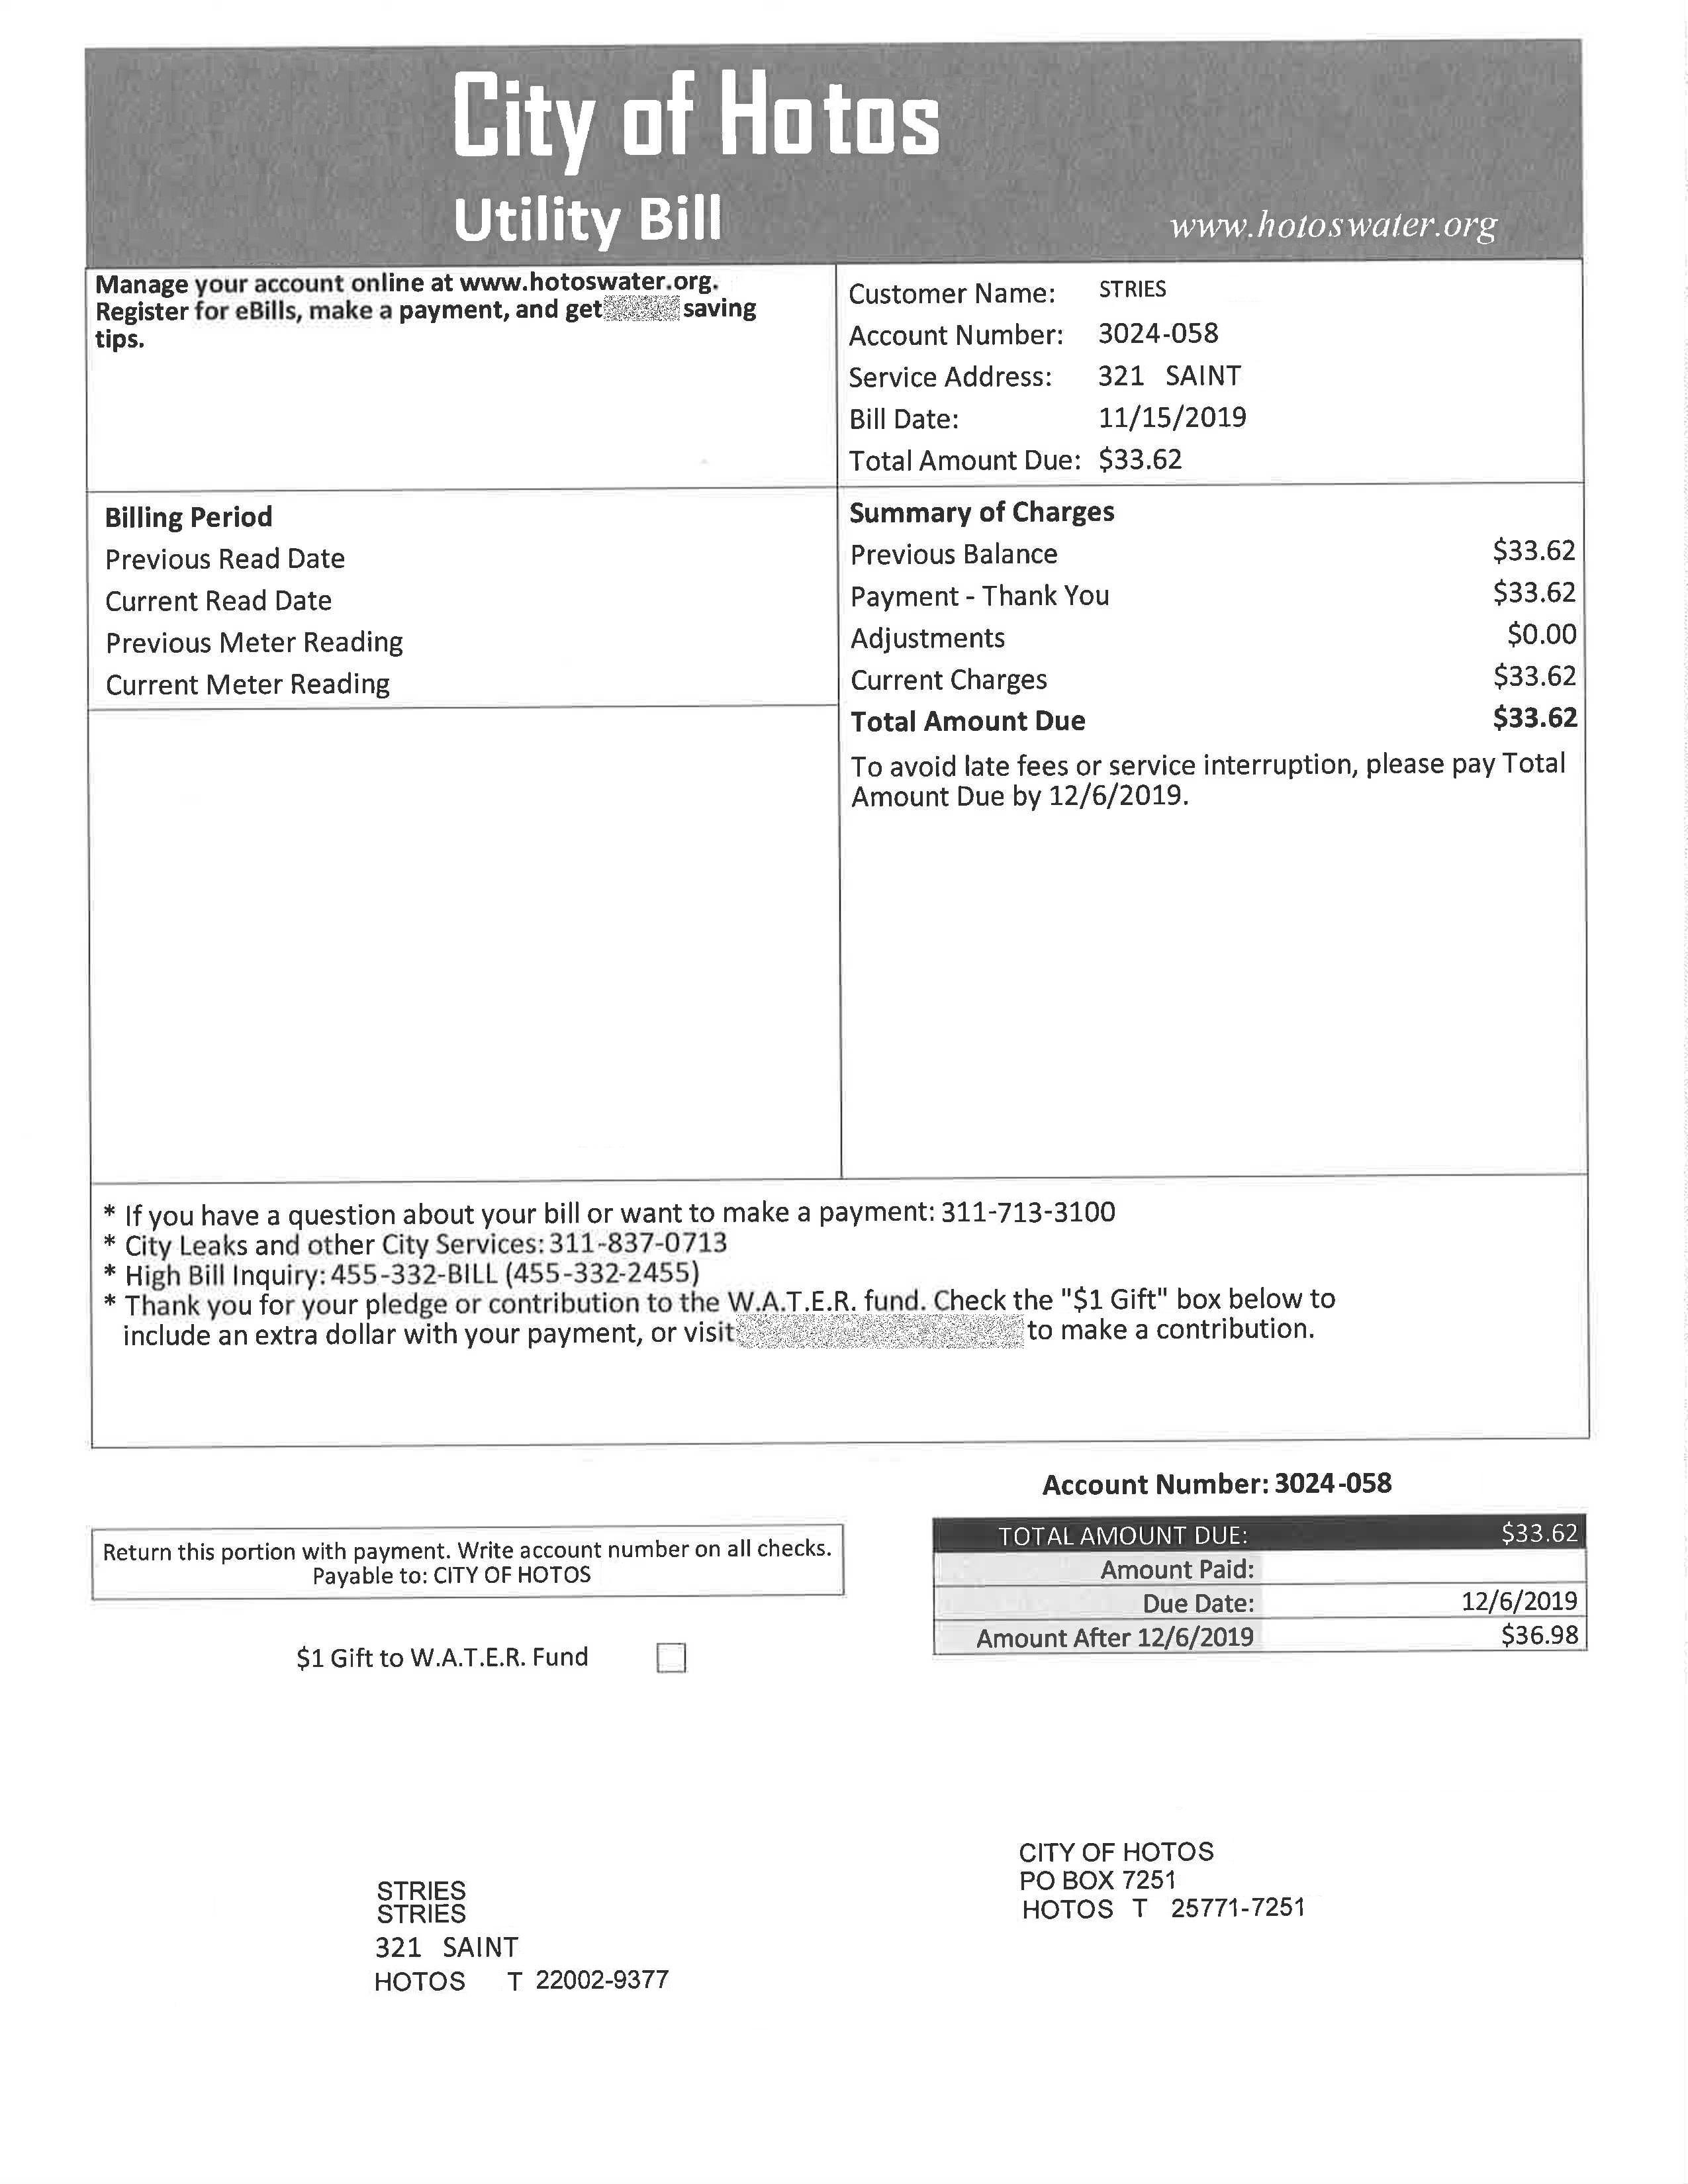 City of Hotos
Utility Bill
www.hotoswater.org
Manage your account online at www.hotoswater.org.
Register for eBills, make a payment, and get saving
tips.
Customer Name: STRIES
Account Number: 3024-058
Service Address: 321 SAINT
Bill Date: 11/15/2019
Total Amount Due: $33.62
Billing Period
Previous Read Date
Current Read Date
Previous Meter Reading
Current Meter Reading
Summary of Charges
Previous Balance $33.62
Payment - Thank You $33.62
Adjustments $0.00
Current Charges $33.62
Total Amount Due $33.62
To avoid late fees or service interruption, please pay Total
Amount Due by 12/6/2019.
* If you have a question about your bill or want to make a payment: 311-713-3100
* City Leaks and other City Services: 311-837-0713
* High Bill Inquiry: 455-332-BILL (455-332-2455)
* Thank you for your pledge or contribution to the W.A.T.E.R. fund. Check the "$1 Gift" box below to
include an extra dollar with your payment, or visit to make a contribution.
Account Number: 3024-058
Return this portion with payment. Write account number on all checks.
Payable to: CITY OF HOTOS
$1 Gift to W.A.T.E.R. Fund
TOTAL AMOUNT DUE: $33.62
Amount Paid:
Due Date: 12/6/2019
Amount After 12/6/2019 $36.98
STRIES
STRIES
321 SAINT
HOTOS T 22002-9377
CITY OF HOTOS
PO BOX 7251
HOTOS T 25771-7251